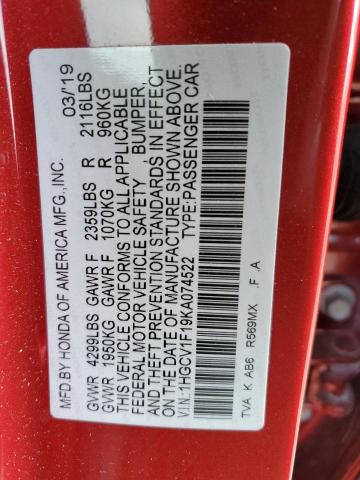 MFD BY HONDA OF AMERICA MFG.,INC. 03/'19
GVWR 4299LBS GAWR F 2359LBS R 2116LBS
GVWR 1950KG GAWR F 1070KG R 960KG
THIS VEHICLE CONFORMS TO ALL APPLICABLE
FEDERAL MOTOR VEHICLE SAFETY , BUMPER,
AND THEFT PREVENTION STANDARDS IN EFFECT
ON THE DATE OF MANUFACTURE SHOWN ABOVE.
V.I.N: 1HGCV1F19KA074522 TYPE:PASSENGER CAR
TVA K AB6 R569MX .F .A